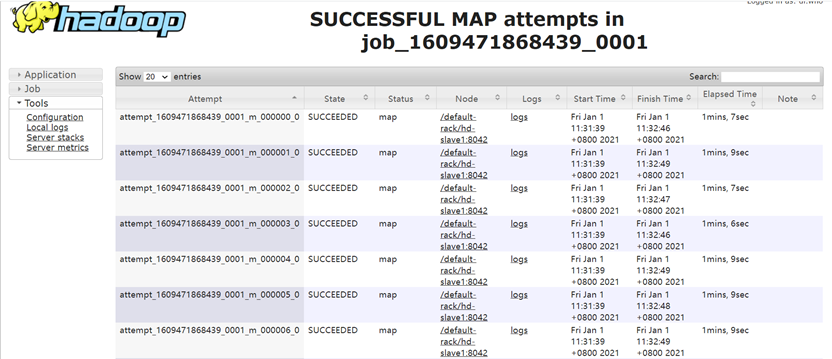 Logged in as: dr.who
hadoop
SUCCESSFUL MAP attempts in
job_1609471868439_0001
Application
Job
Tools
Configuration
Local logs
Server stacks
Server metrics
Show 20 entries
Search:
Attempt State Status Node Logs Start Time Finish Time Elapsed Time Note
attempt_1609471868439_0001_m_000000_0 SUCCEEDED map /default- logs Fri Jan 1 Fri Jan 1 1mins, 7sec
rack/hd- 11:31:39 11:32:46
slave1:8042 +0800 2021 +0800 2021
attempt_1609471868439_0001_m_000001_0 SUCCEEDED map /default- logs Fri Jan 1 Fri Jan 1 1mins, 9sec
rack/hd- 11:31:39 11:32:49
slave1:8042 +0800 2021 +0800 2021
attempt_1609471868439_0001_m_000002_0 SUCCEEDED map /default- logs Fri Jan 1 Fri Jan 1 1mins, 7sec
rack/hd- 11:31:39 11:32:47
slave1:8042 +0800 2021 +0800 2021
attempt_1609471868439_0001_m_000003_0 SUCCEEDED map /default- logs Fri Jan 1 Fri Jan 1 1mins, 6sec
rack/hd- 11:31:39 11:32:46
slave1:8042 +0800 2021 +0800 2021
attempt_1609471868439_0001_m_000004_0 SUCCEEDED map /default- logs Fri Jan 1 Fri Jan 1 1mins, 9sec
rack/hd- 11:31:39 11:32:49
slave1:8042 +0800 2021 +0800 2021
attempt_1609471868439_0001_m_000005_0 SUCCEEDED map /default- logs Fri Jan 1 Fri Jan 1 1mins, 9sec
rack/hd- 11:31:39 11:32:48
slave1:8042 +0800 2021 +0800 2021
attempt_1609471868439_0001_m_000006_0 SUCCEEDED map /default- logs Fri Jan 1 Fri Jan 1 1mins, 9sec
rack/hd- 11:31:39 11:32:49
slave1:8042 +0800 2021 +0800 2021